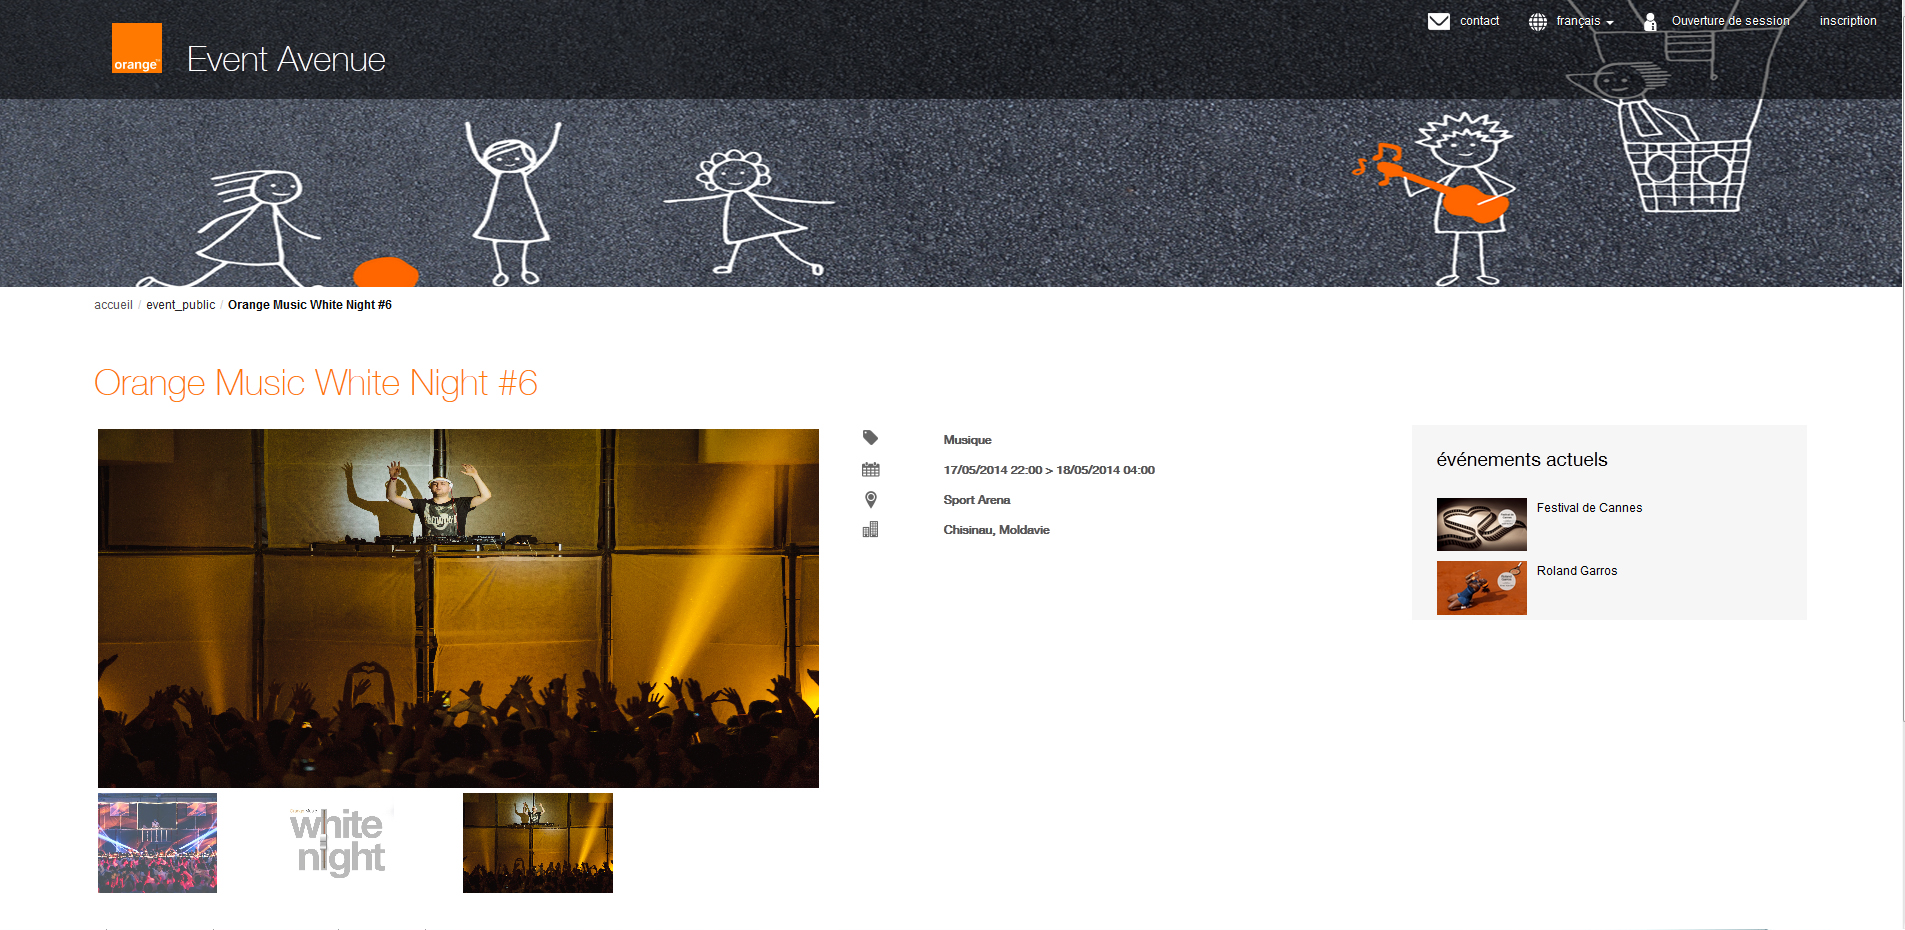 contact
français
Ouverture de session
inscription
orange™
Event Avenue
accueil / event_public / Orange Music White Night #6
Orange Music White Night #6
Musique
17/05/2014 22:00 > 18/05/2014 04:00
Sport Arena
Chisinau, Moldavie
événements actuels
Festival de Cannes
Roland Garros
white
night